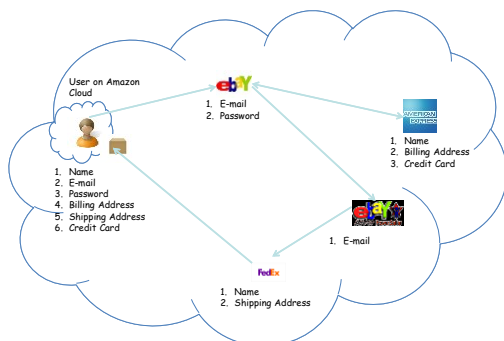 User on Amazon
Cloud
ebay
1. E-mail
2. Password
AMERICAN
EXPRESS
1. Name
2. Billing Address
3. Credit Card
1. Name
2. E-mail
3. Password
4. Billing Address
5. Shipping Address
6. Credit Card
ebay
1. E-mail
FedEx
1. Name
2. Shipping Address